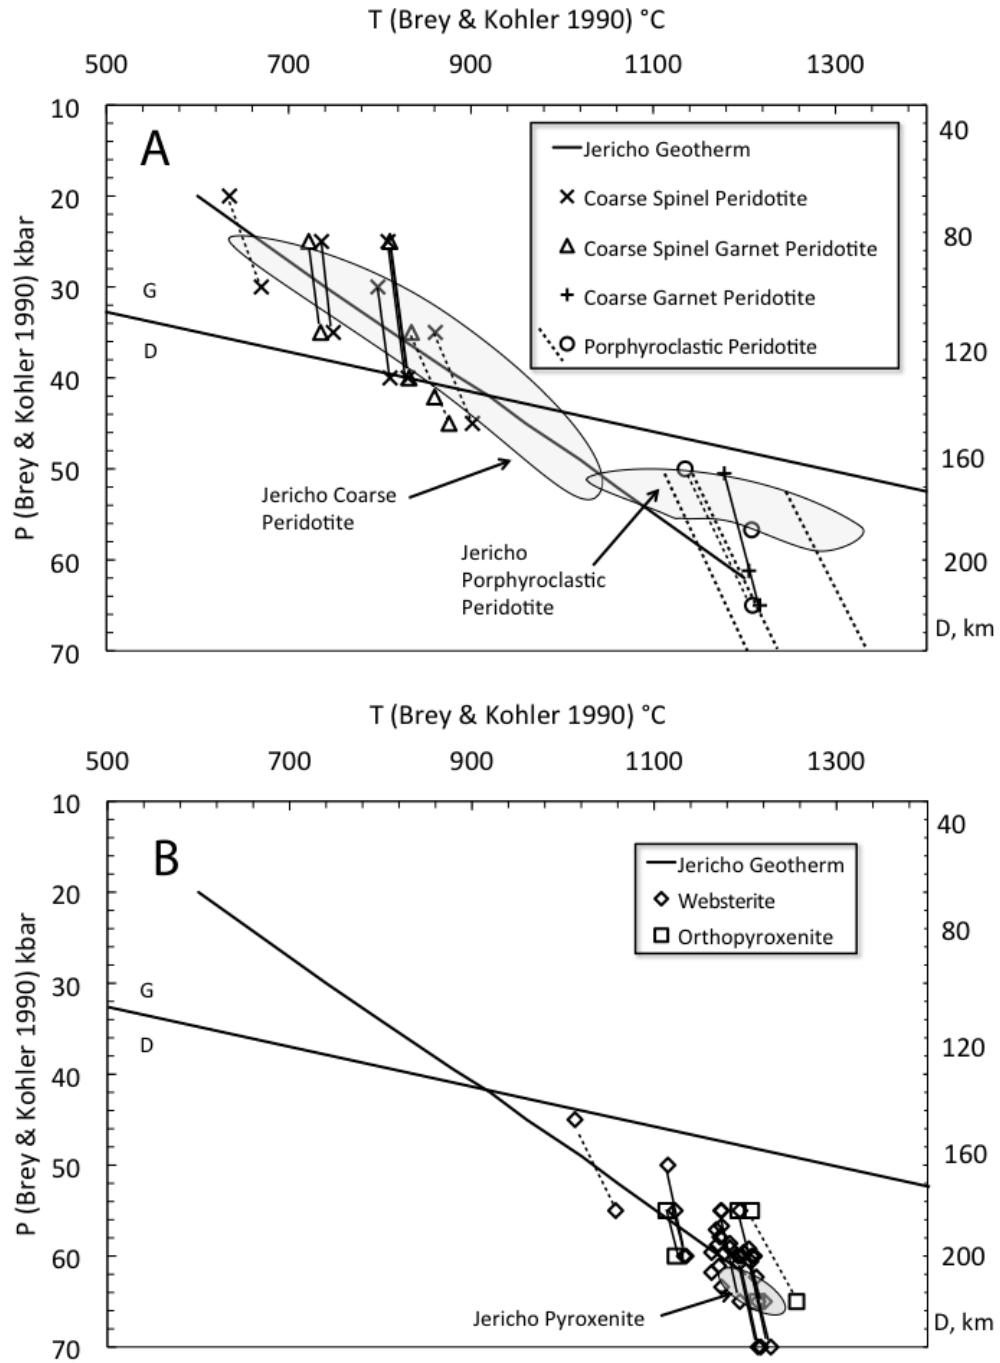 T (Brey & Kohler 1990) °C
500 700 900 1100 1300
10
20
30
40
50
60
70
P (Brey & Kohler 1990) kbar
A
G
D
Jericho Geotherm
Coarse Spinel Peridotite
Coarse Spinel Garnet Peridotite
Coarse Garnet Peridotite
Porphyroclastic Peridotite
Jericho Coarse
Peridotite
Jericho
Porphyroclastic
Peridotite
40
80
120
160
200
D, km
T (Brey & Kohler 1990) °C
500 700 900 1100 1300
10
20
30
40
50
60
70
P (Brey & Kohler 1990) kbar
B
G
D
Jericho Geotherm
Websterite
Orthopyroxenite
Jericho Pyroxenite
40
80
120
160
200
D, km